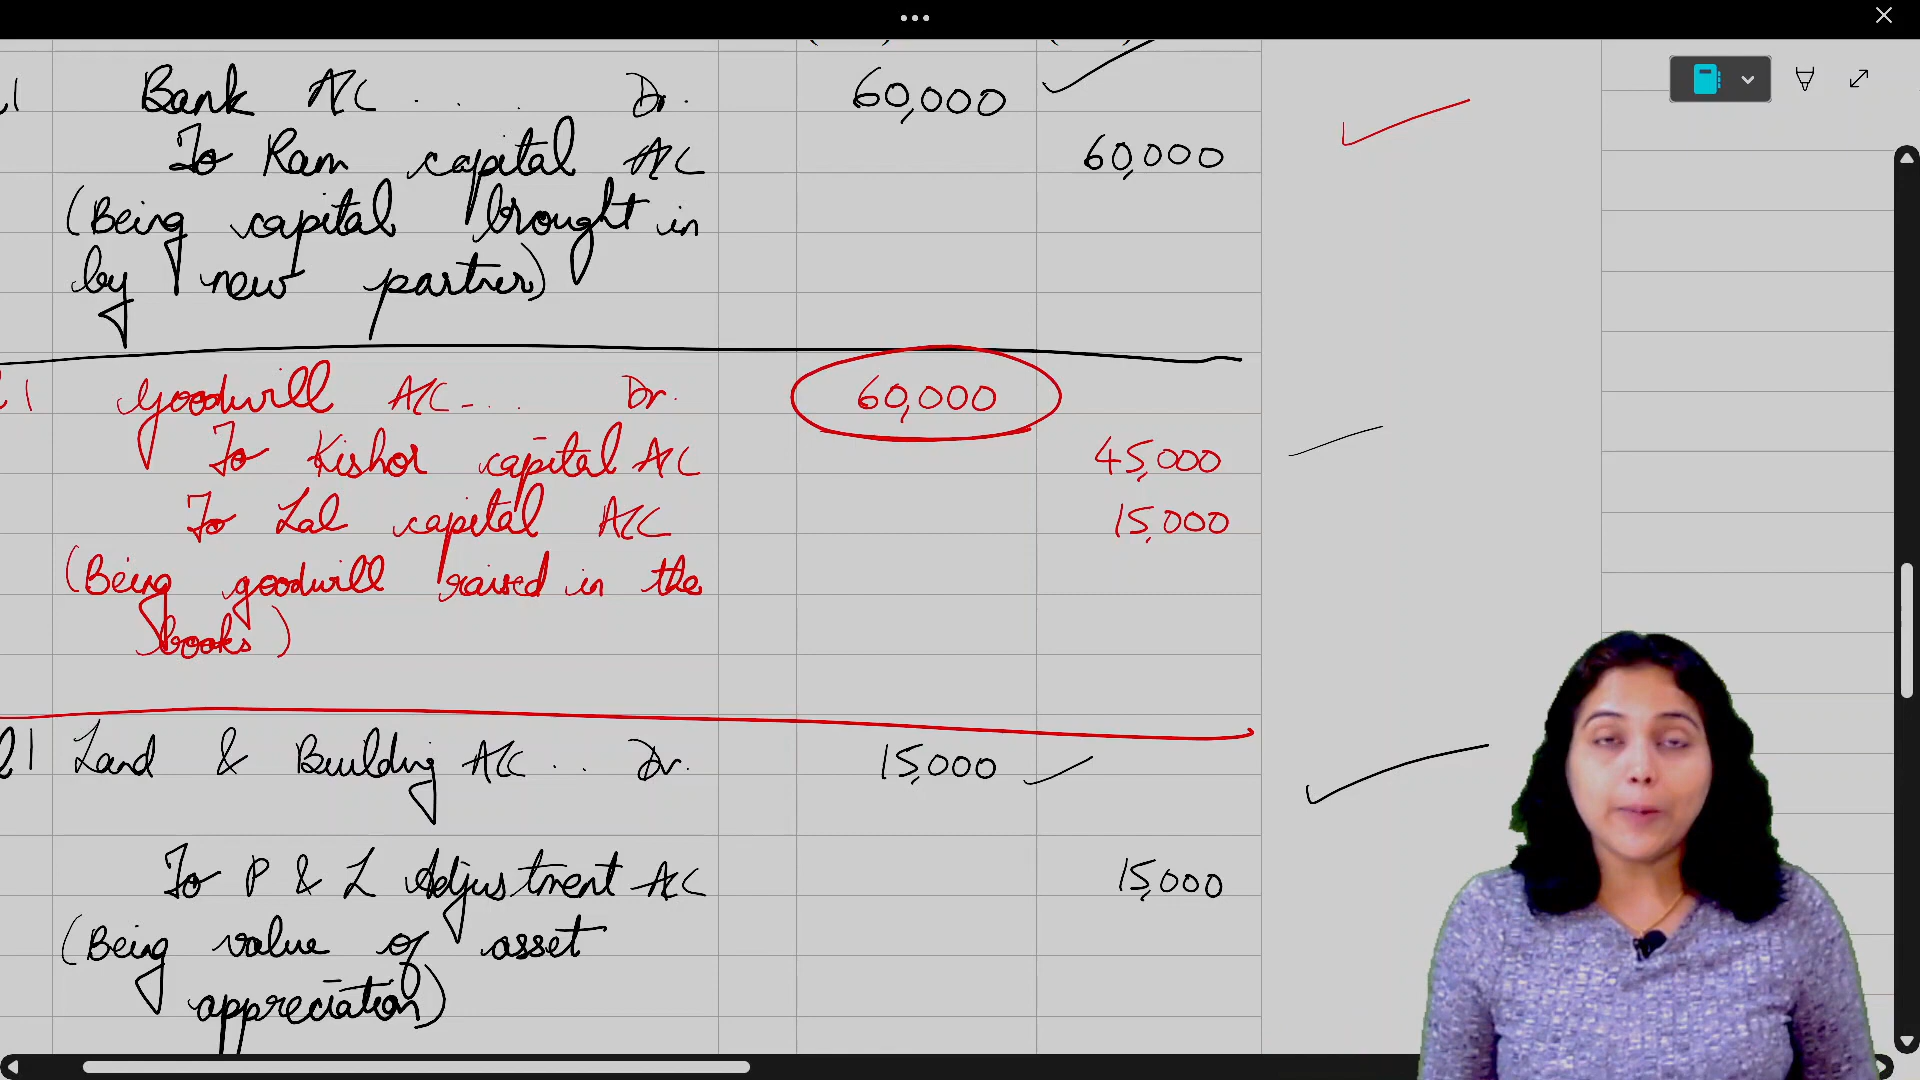 Bank A/C .... Dr. 60,000
To Ram capital A/C 60,000
(Being capital brought in
by new partner)
Goodwill A/C -... Dr. 60,000
To Kishor capital A/C 45,000
To Lal capital A/C 15,000
(Being goodwill raised in the
books)
Land & Building A/C ... Dr. 15,000
To P & L Adjustment A/C 15,000
(Being value of asset
appreciation)